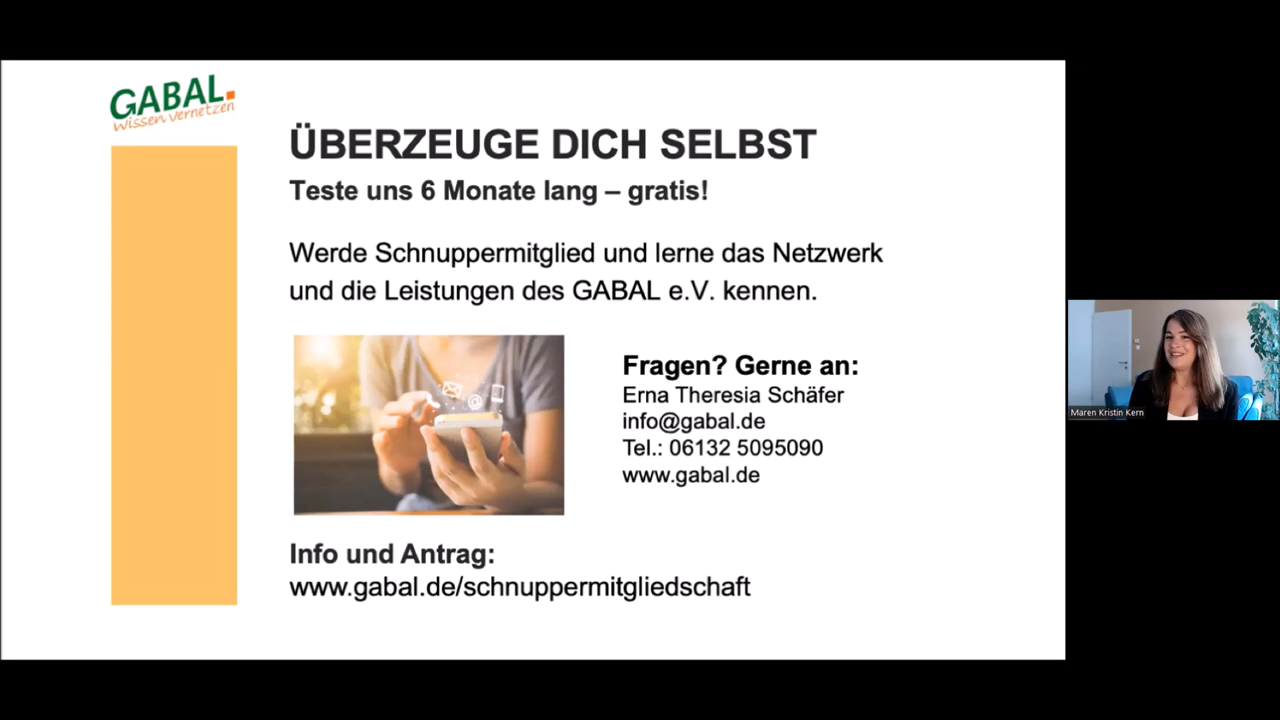 GABAL.
Wissen vernetzen
ÜBERZEUGE DICH SELBST
Teste uns 6 Monate lang – gratis!
Werde Schnuppermitglied und lerne das Netzwerk
und die Leistungen des GABAL e.V. kennen.
Fragen? Gerne an:
Erna Theresia Schäfer
info@gabal.de
Tel.: 06132 5095090
www.gabal.de
Info und Antrag:
www.gabal.de/schnuppermitgliedschaft
Maren Kristin Kern